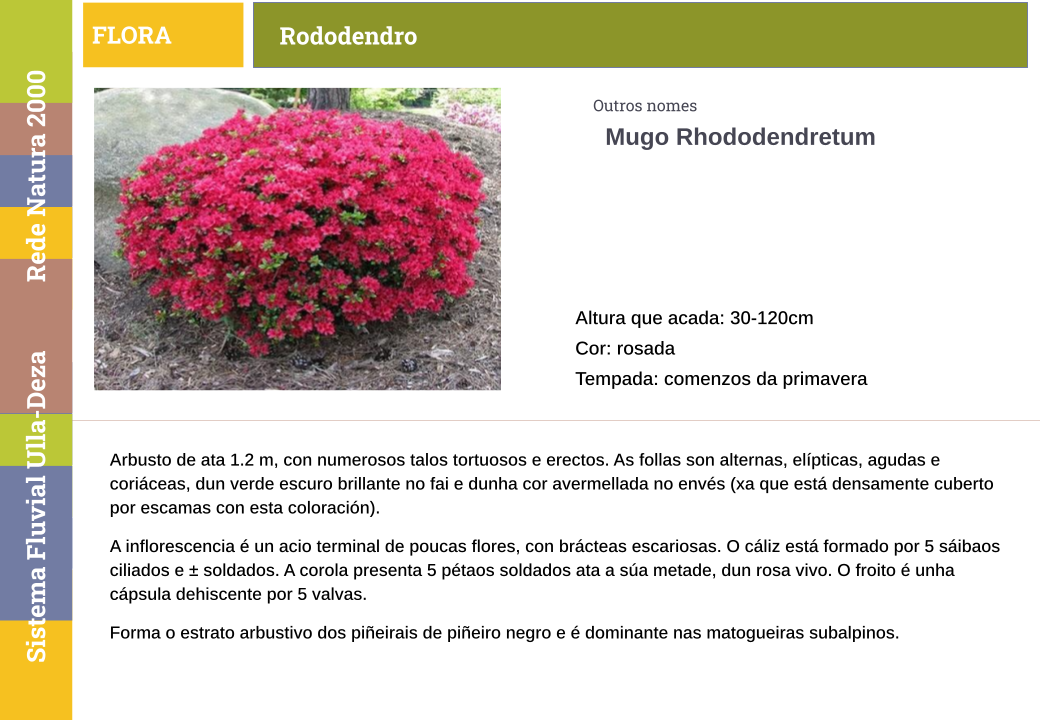 FLORA
Rododendro
Rede Natura 2000
Sistema Fluvial Ulla-Deza
Outros nomes
Mugo Rhododendretum
Altura que acada: 30-120cm
Cor: rosada
Tempada: comenzos da primavera
Arbusto de ata 1.2 m, con numerosos talos tortuosos e erectos. As follas son alternas, elípticas, agudas e
coriáceas, dun verde escuro brillante no fai e dunha cor avermellada no envés (xa que está densamente cuberto
por escamas con esta coloración).
A inflorescencia é un acio terminal de poucas flores, con brácteas escariosas. O cáliz está formado por 5 sáibaos
ciliados e ± soldados. A corola presenta 5 pétaos soldados ata a súa metade, dun rosa vivo. O froito é unha
cápsula dehiscente por 5 valvas.
Forma o estrato arbustivo dos piñeirais de piñeiro negro e é dominante nas matogueiras subalpinos.